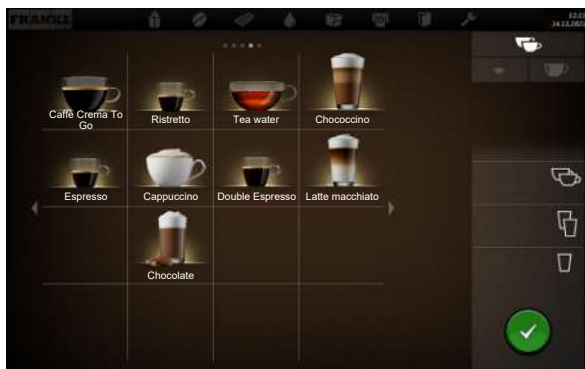 FRANKE
Caffè Crema To
Go
Ristretto
Tea water
Chococcino
Espresso
Cappuccino
Double Espresso
Latte macchiato
Chocolate